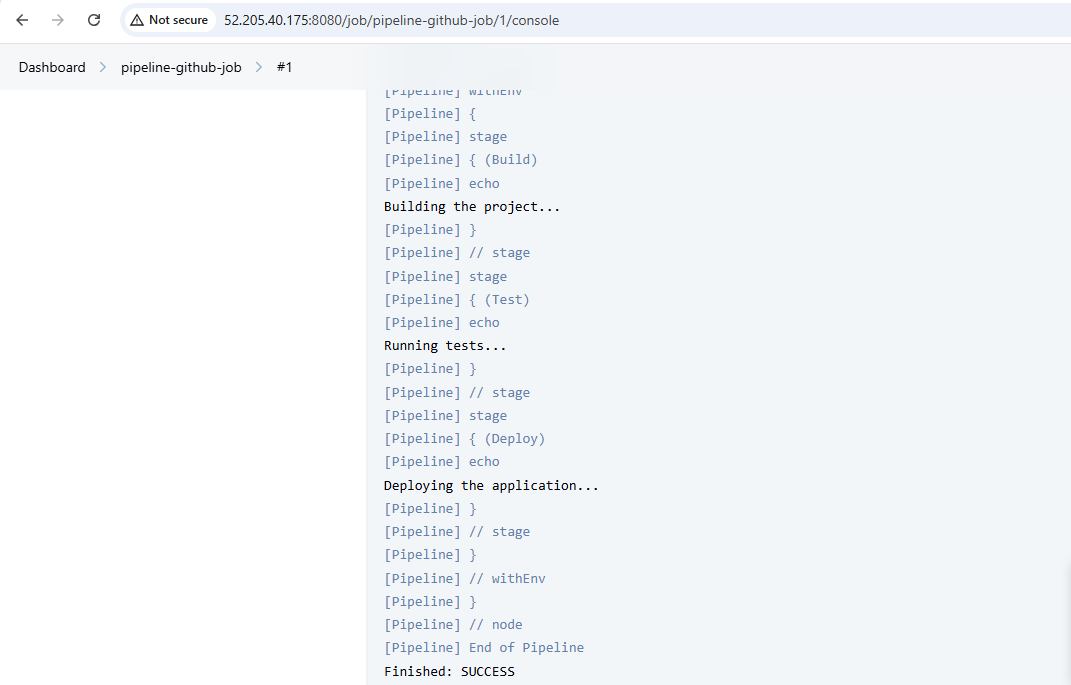 Not secure 52.205.40.175:8080/job/pipeline-github-job/1/console
Dashboard > pipeline-github-job > #1
[Pipeline] withEnv
[Pipeline] {
[Pipeline] stage
[Pipeline] { (Build)
[Pipeline] echo
Building the project...
[Pipeline] }
[Pipeline] // stage
[Pipeline] stage
[Pipeline] { (Test)
[Pipeline] echo
Running tests...
[Pipeline] }
[Pipeline] // stage
[Pipeline] stage
[Pipeline] { (Deploy)
[Pipeline] echo
Deploying the application...
[Pipeline] }
[Pipeline] // stage
[Pipeline] }
[Pipeline] // withEnv
[Pipeline] }
[Pipeline] // node
[Pipeline] End of Pipeline
Finished: SUCCESS